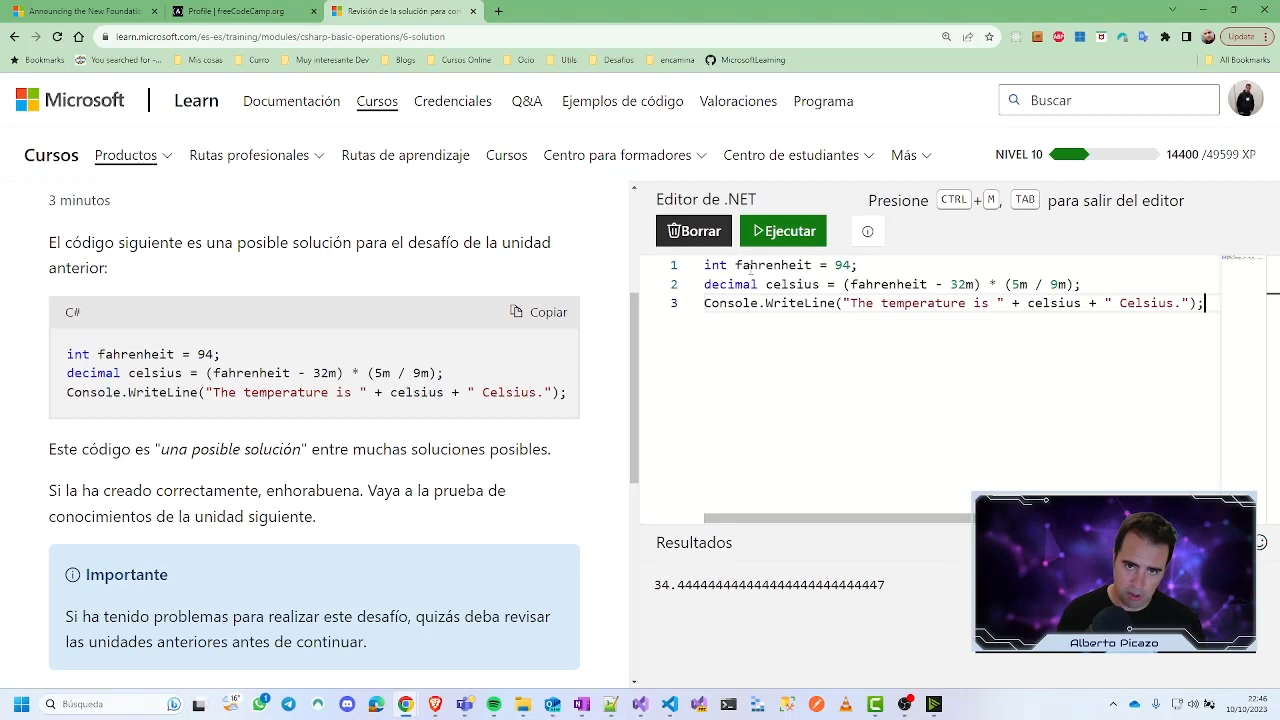 Announcing the New Foundatic
Profile | freeCodeCamp.org
Revisión de la solución para cor
learn.microsoft.com/es-es/training/modules/csharp-basic-operations/6-solution
Update
Bookmarks
You searched for -...
Mis cosas
Curro
Muy interesante Dev
Blogs
Cursos Online
Ocio
Utils
Desafios
encamina
MicrosoftLearning
All Bookmarks
Microsoft
Learn
Documentación
Cursos
Credenciales
Q&A
Ejemplos de código
Valoraciones
Programa
Buscar
Cursos
Productos
Rutas profesionales
Rutas de aprendizaje
Cursos
Centro para formadores
Centro de estudiantes
Más
NIVEL 10
14400 /49599 XP
3 minutos
El código siguiente es una posible solución para el desafío de la unidad
anterior:
C#
Copiar
int fahrenheit = 94;
decimal celsius = (fahrenheit - 32m) * (5m / 9m);
Console.WriteLine("The temperature is " + celsius + " Celsius.");
Este código es "una posible solución" entre muchas soluciones posibles.
Si la ha creado correctamente, enhorabuena. Vaya a la prueba de
conocimientos de la unidad siguiente.
Importante
Si ha tenido problemas para realizar este desafío, quizás deba revisar
las unidades anteriores antes de continuar.
Editor de .NET
Presione CTRL + M, TAB para salir del editor
Borrar
Ejecutar
1 int fahrenheit = 94;
2 decimal celsius = (fahrenheit - 32m) * (5m / 9m);
3 Console.WriteLine("The temperature is " + celsius + " Celsius.");
Resultados
34.444444444444444444444444447
Alberto Picazo
Búsqueda
16°
1
22:46
10/10/2023